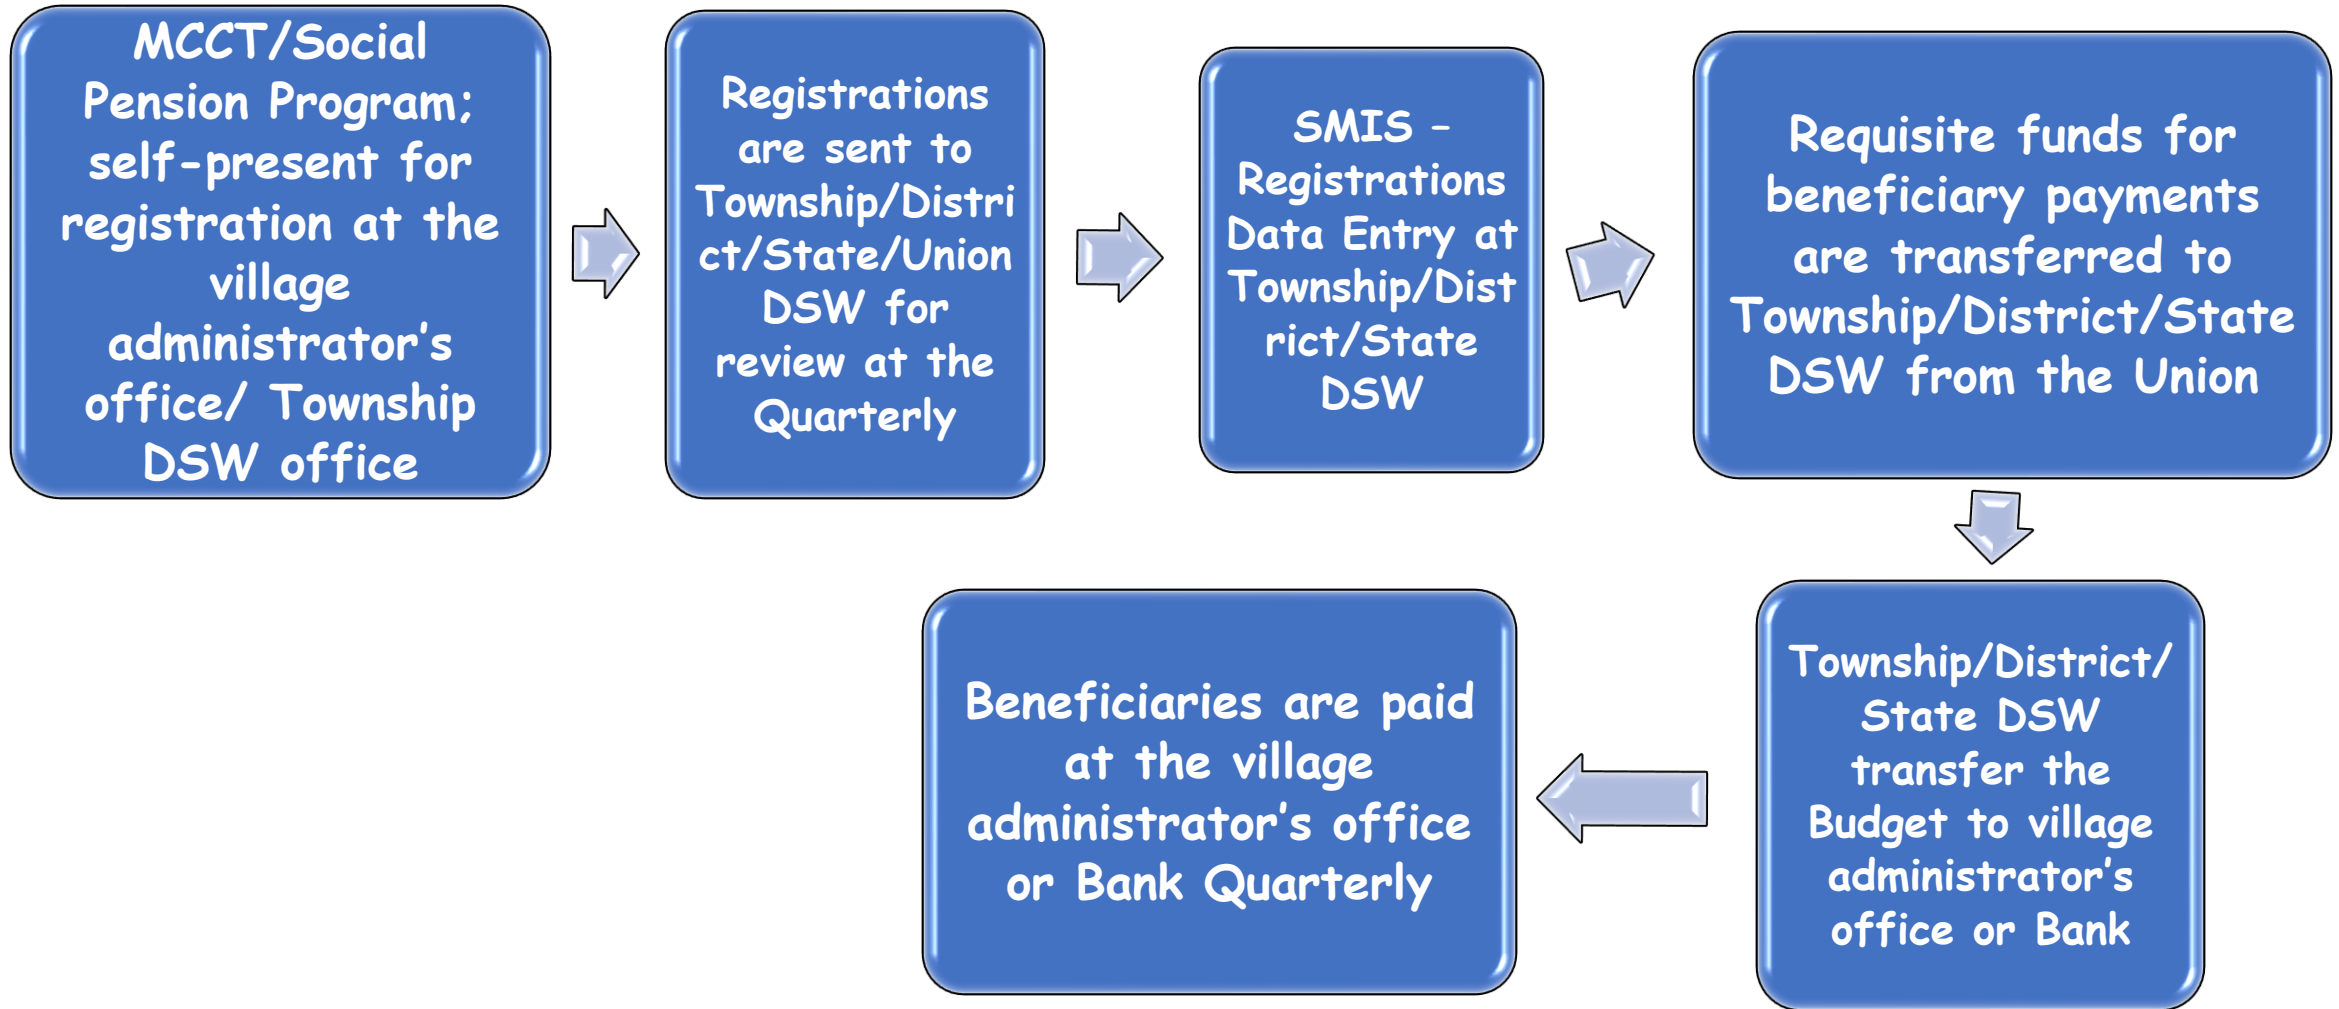 MCCT/Social
Pension Program;
self-present for
registration at the
village
administrator's
office/ Township
DSW office
Registrations
are sent to
Township/Distri
ct/State/Union
DSW for
review at the
Quarterly
SMIS –
Registrations
Data Entry at
Township/Dist
rict/State
DSW
Requisite funds for
beneficiary payments
are transferred to
Township/District/State
DSW from the Union
Township/District/
State DSW
transfer the
Budget to village
administrator's
office or Bank
Beneficiaries are paid
at the village
administrator's office
or Bank Quarterly